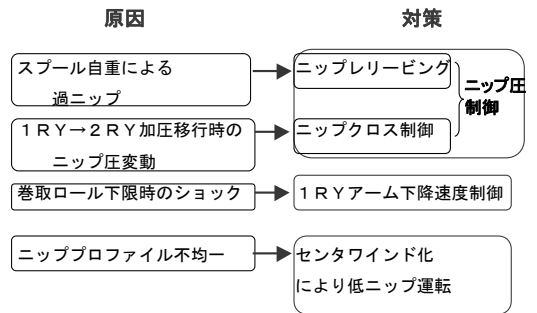 原因
対策
スプール自重による
過ニップ
ニップレリービング
ニップ圧
制御
１ＲＹ→２ＲＹ加圧移行時の
ニップ圧変動
ニップクロス制御
巻取ロール下限時のショック
１ＲＹアーム下降速度制御
ニッププロファイル不均一
センタワインド化
により低ニップ運転